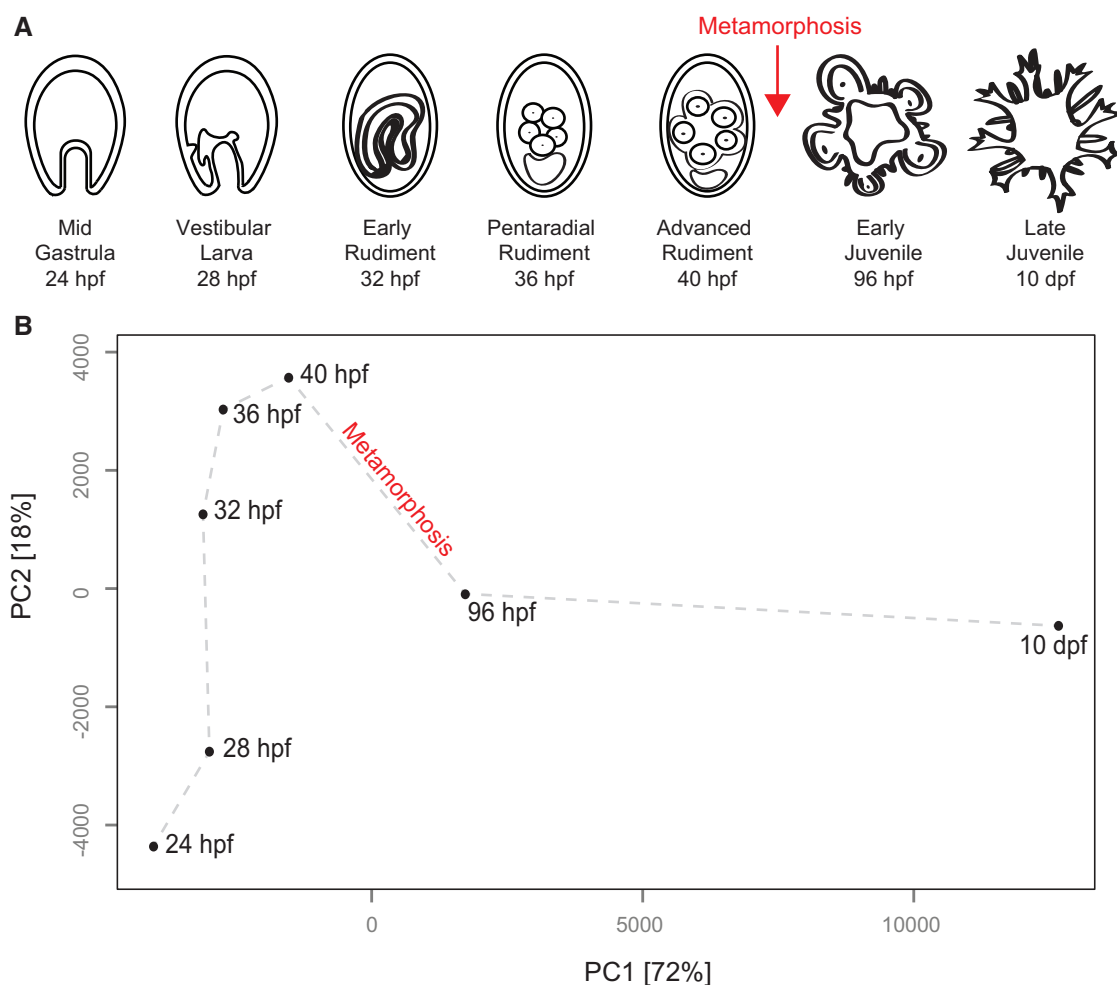 A
Metamorphosis
Mid
Gastrula
24 hpf
Vestibular
Larva
28 hpf
Early
Rudiment
32 hpf
Pentaradial
Rudiment
36 hpf
Advanced
Rudiment
40 hpf
Early
Juvenile
96 hpf
Late
Juvenile
10 dpf
B
4000
2000
0
-2000
-4000
PC2 [18%]
40 hpf
36 hpf
Metamorphosis
32 hpf
96 hpf
10 dpf
28 hpf
24 hpf
0
5000
10000
PC1 [72%]